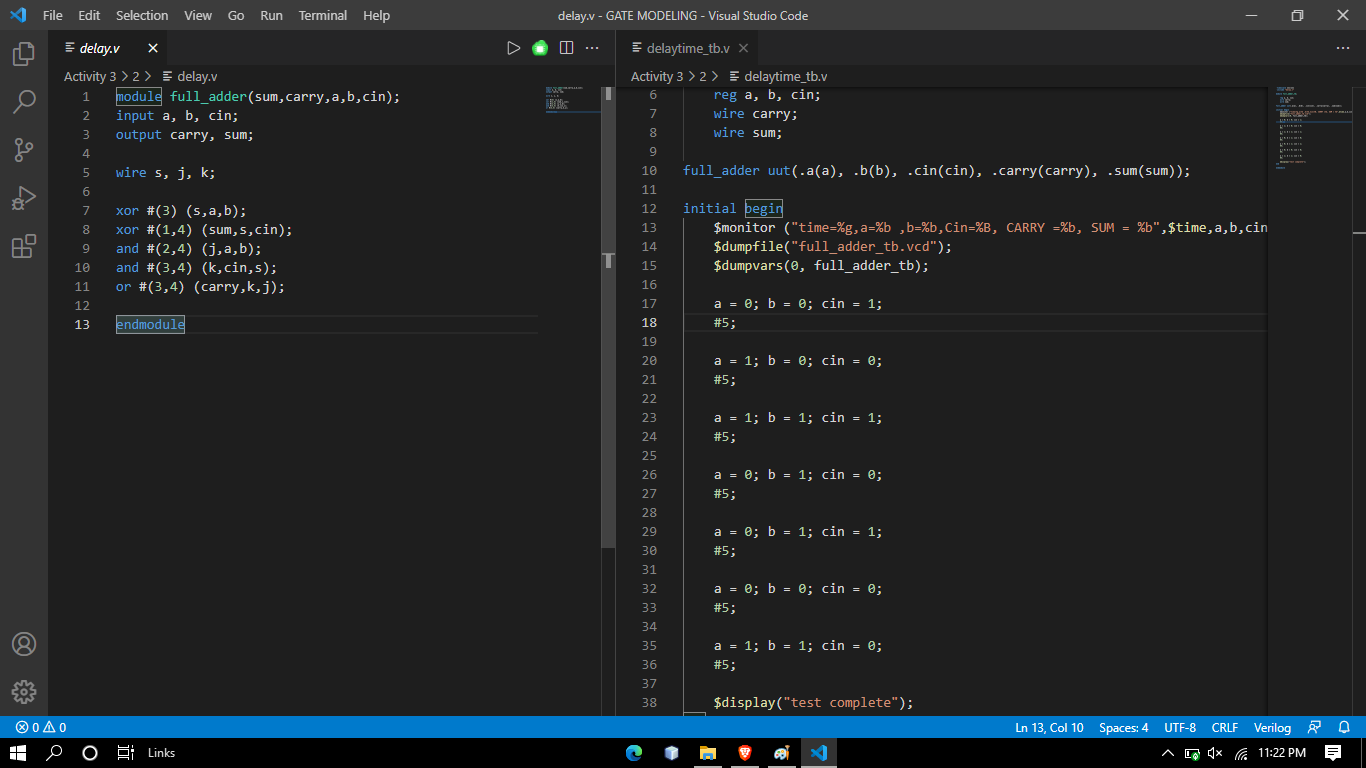 File Edit Selection View Go Run Terminal Help
delay.v - GATE MODELING - Visual Studio Code
delay.v
Activity 3 > 2 > delay.v
1 module full_adder(sum,carry,a,b,cin);
2 input a, b, cin;
3 output carry, sum;
4
5 wire s, j, k;
6
7 xor #(3) (s,a,b);
8 xor #(1,4) (sum,s,cin);
9 and #(2,4) (j,a,b);
10 and #(3,4) (k,cin,s);
11 or #(3,4) (carry,k,j);
12
13 endmodule
delaytime_tb.v
Activity 3 > 2 > delaytime_tb.v
6 reg a, b, cin;
7 wire carry;
8 wire sum;
9
10 full_adder uut(.a(a), .b(b), .cin(cin), .carry(carry), .sum(sum));
11
12 initial begin
13 $monitor ("time=%g,a=%b ,b=%b,Cin=%B, CARRY =%b, SUM = %b",$time,a,b,cin
14 $dumpfile("full_adder_tb.vcd");
15 $dumpvars(0, full_adder_tb);
16
17 a = 0; b = 0; cin = 1;
18 #5;
19
20 a = 1; b = 0; cin = 0;
21 #5;
22
23 a = 1; b = 1; cin = 1;
24 #5;
25
26 a = 0; b = 1; cin = 0;
27 #5;
28
29 a = 0; b = 1; cin = 1;
30 #5;
31
32 a = 0; b = 0; cin = 0;
33 #5;
34
35 a = 1; b = 1; cin = 0;
36 #5;
37
38 $display("test complete");
0 0
Ln 13, Col 10 Spaces: 4 UTF-8 CRLF Verilog
Links
11:22 PM